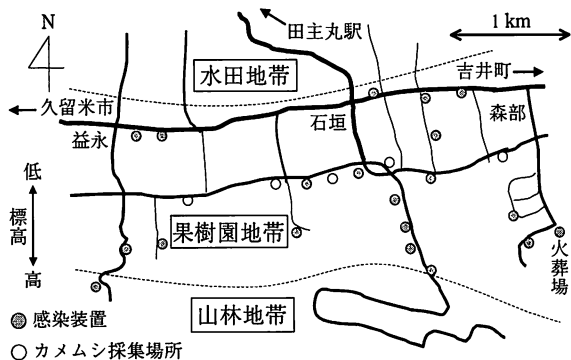 N
田主丸駅
1 km
水田地帯
吉井町
久留米市
益永
石垣
森部
低
標高
高
果樹園地帯
火葬場
山林地帯
感染装置
カメムシ採集場所